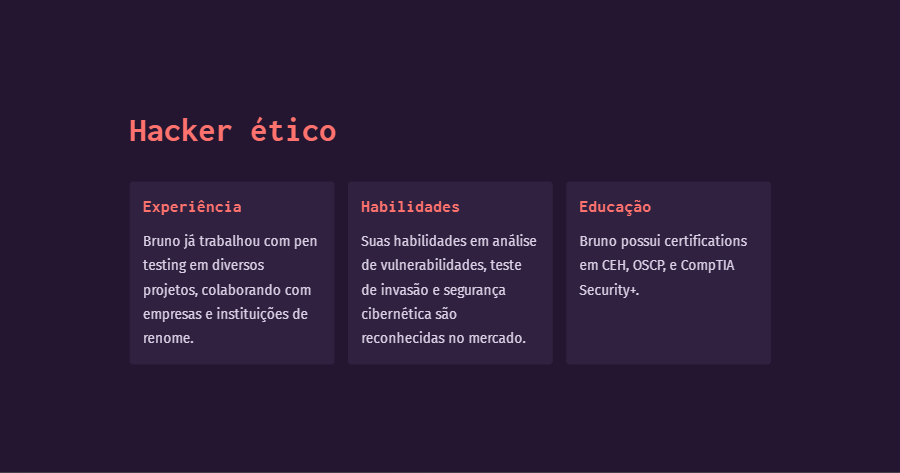 Hacker ético
Experiência
Bruno já trabalhou com pen
testing em diversos
projetos, colaborando com
empresas e instituições de
renome.
Habilidades
Suas habilidades em análise
de vulnerabilidades, teste
de invasão e segurança
cibernética são
reconhecidas no mercado.
Educação
Bruno possui certifications
em CEH, OSCP, e CompTIA
Security+.